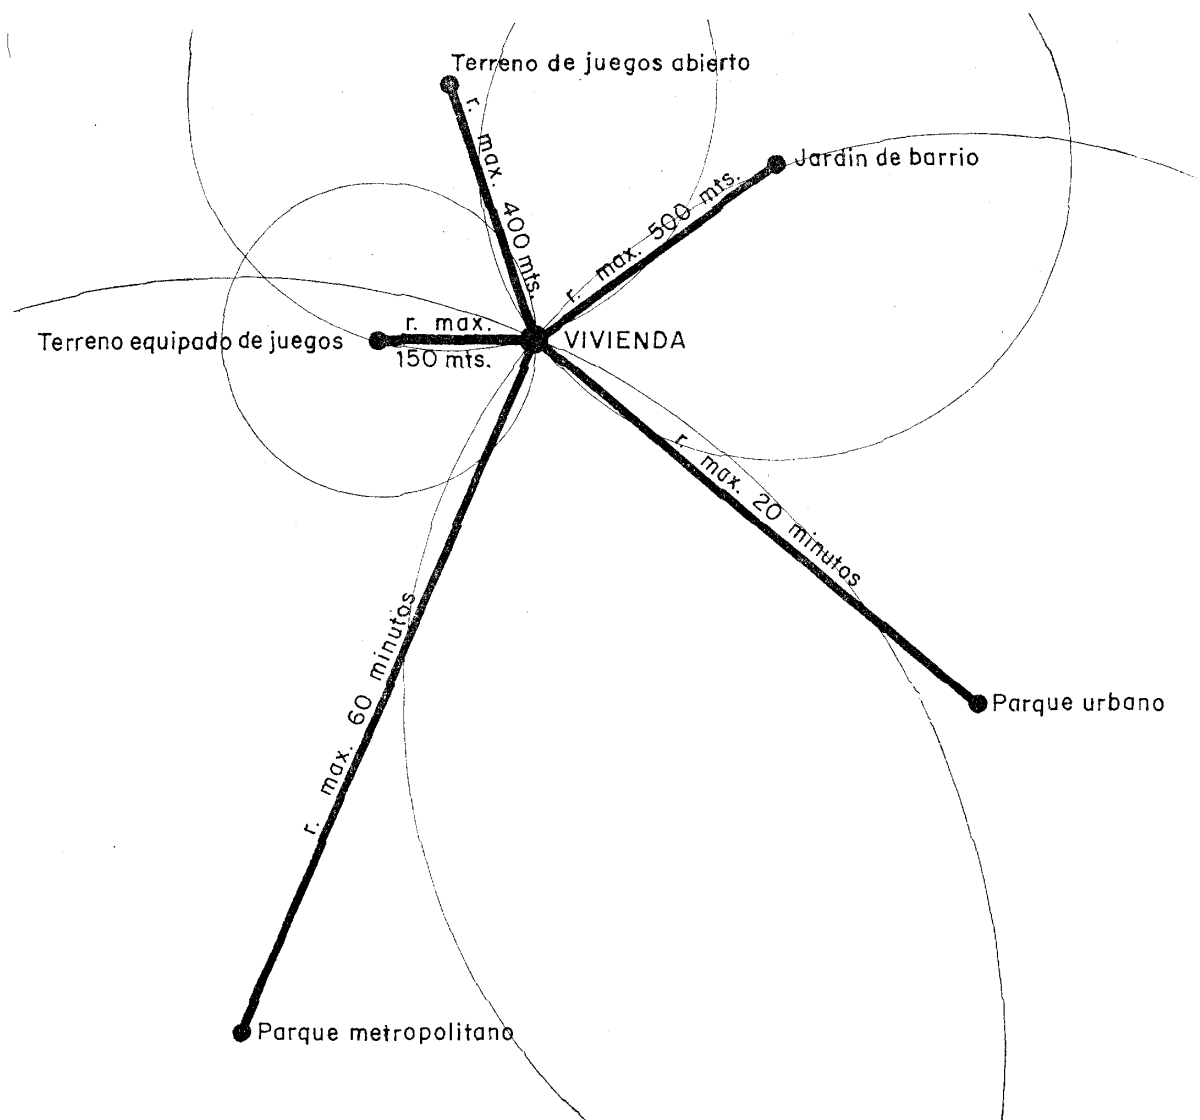 Terreno de juegos abierto
r. max. 400 mts.
Jardin de barrio
r. max. 500 mts.
Terreno equipado de juegos
r. max.
150 mts.
VIVIENDA
r. max. 20 minutos
r. max. 60 minutos
Parque urbano
Parque metropolitano